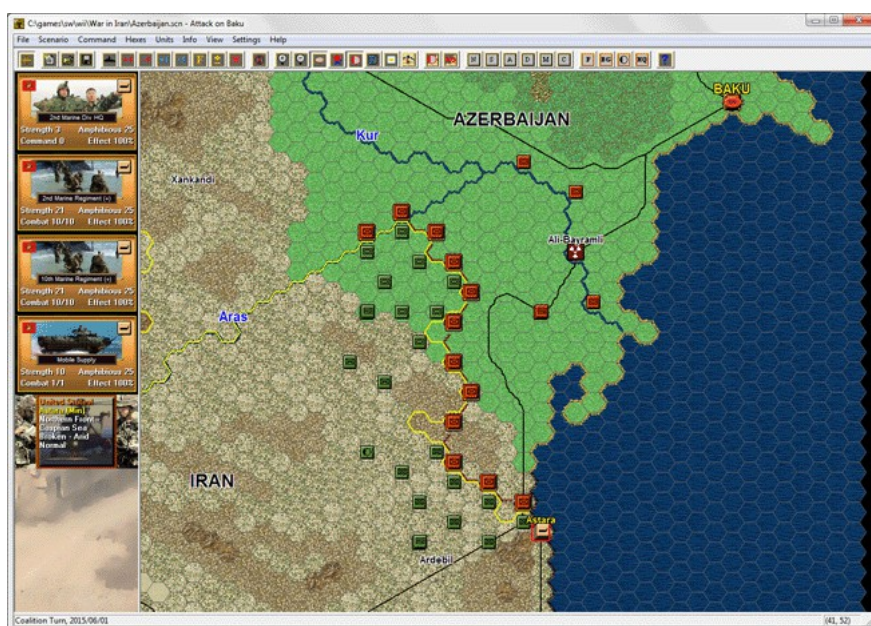 C:\games\sw\wii\War in Iran\Azerbaijan.scn - Attack on Baku
File Scenario Command Hexes Units Info View Settings Help
N S A D M C F BG HQ ?
2nd Marine Div HQ
Strength 3 Amphibious 25
Command 0 Effect 100%
2nd Marine Regiment (+)
Strength 21 Amphibious 25
Combat 10/10 Effect 100%
10th Marine Regiment (+)
Strength 21 Amphibious 25
Combat 10/10 Effect 100%
Mobile Supply
Strength 10 Amphibious 25
Combat 1/1 Effect 100%
Astara [Min]
Northern Front
Caspian Sea
Broken - Arid
Normal
BAKU
AZERBAIJAN
Kur
Xankandi
Ali-Bayramli
Aras
IRAN
Astara
Ardebil
Coalition Turn, 2015/06/01
(41, 52)